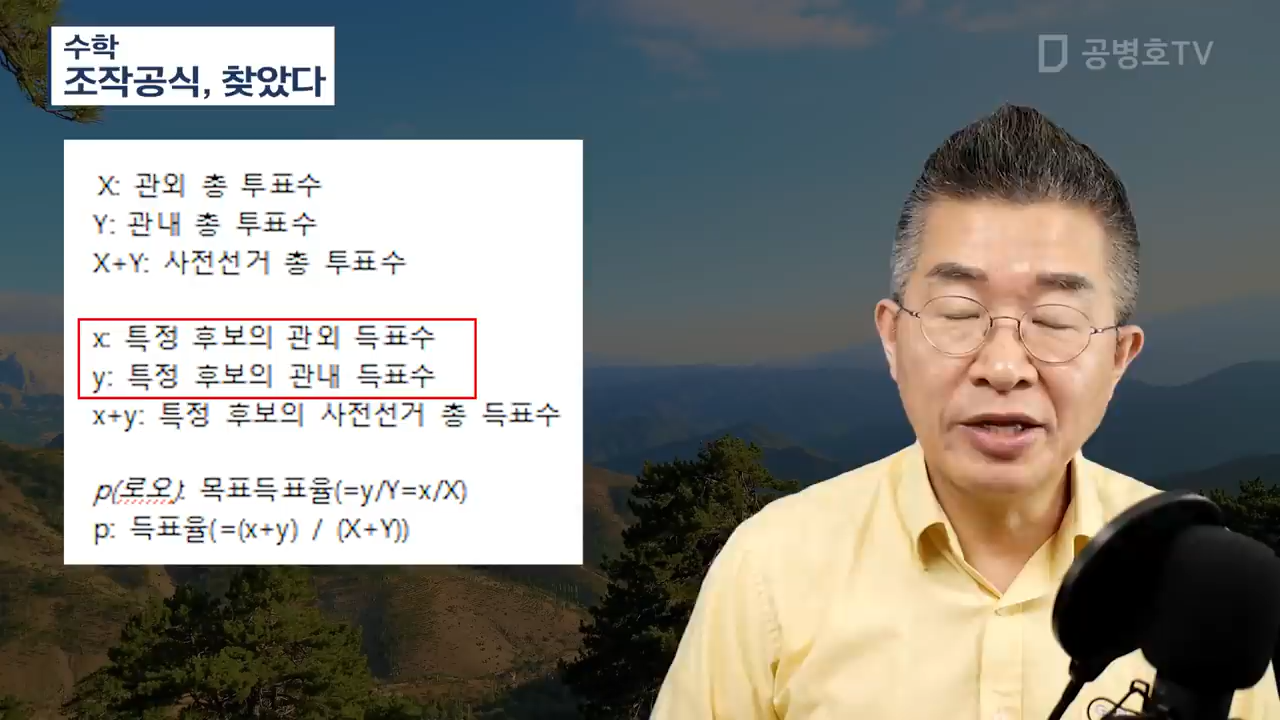 수학
조작공식, 찾았다
공병호TV
X: 관외 총 투표수
Y: 관내 총 투표수
X+Y: 사전선거 총 투표수
x: 특정 후보의 관외 득표수
y: 특정 후보의 관내 득표수
x+y: 특정 후보의 사전선거 총 득표수
p(로오): 목표득표율(=y/Y=x/X)
p: 득표율(=(x+y) / (X+Y))